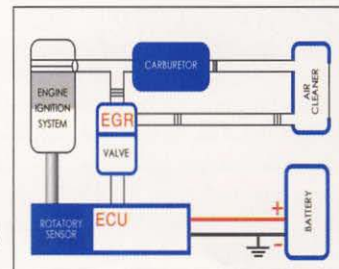 CARBURETOR
ENGINE
IGNITION
SYSTEM
AIR
CLEANER
EGR
VALVE
ROTATORY
SENSOR
ECU
+
-
BATTERY